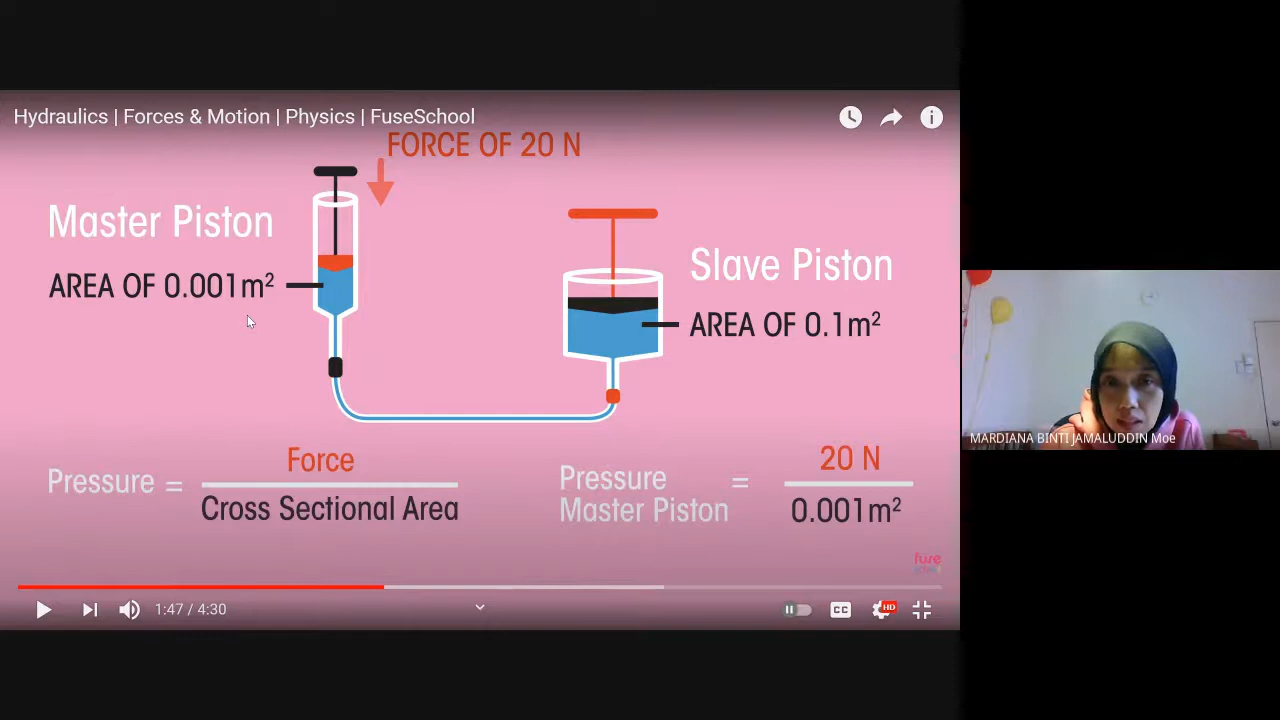 Hydraulics | Forces & Motion | Physics | FuseSchool
FORCE OF 20 N
Master Piston
AREA OF 0.001m²
Slave Piston
AREA OF 0.1m²
Pressure = Force
Cross Sectional Area
Pressure
Master Piston
= 20 N
0.001m²
fuse
1:47 / 4:30
CC
HD
MARDIANA BINTI JAMALUDDIN Moe